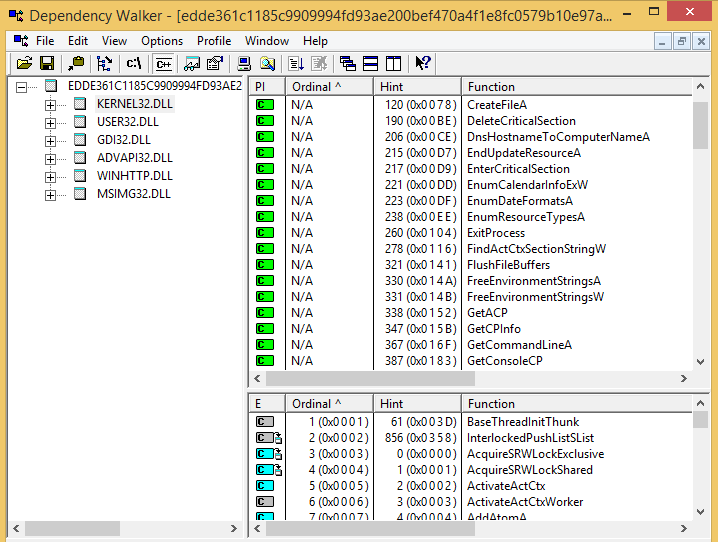 Dependency Walker - [edde361c1185c9909994fd93ae200bef470a4f1e8fc0579b10e97a...
File Edit View Options Profile Window Help
c:\ C++
EDDE361C1185C9909994FD93AE2
KERNEL32.DLL
USER32.DLL
GDI32.DLL
ADVAPI32.DLL
WINHTTP.DLL
MSIMG32.DLL
PI Ordinal ^ Hint Function
C N/A 120 (0x0078) CreateFileA
C N/A 190 (0x00BE) DeleteCriticalSection
C N/A 206 (0x00CE) DnsHostnameToComputerNameA
C N/A 215 (0x00D7) EndUpdateResourceA
C N/A 217 (0x00D9) EnterCriticalSection
C N/A 221 (0x00DD) EnumCalendarInfoExW
C N/A 223 (0x00DF) EnumDateFormatsA
C N/A 238 (0x00EE) EnumResourceTypesA
C N/A 260 (0x0104) ExitProcess
C N/A 278 (0x0116) FindActCtxSectionStringW
C N/A 321 (0x0141) FlushFileBuffers
C N/A 330 (0x014A) FreeEnvironmentStringsA
C N/A 331 (0x014B) FreeEnvironmentStringsW
C N/A 338 (0x0152) GetACP
C N/A 347 (0x015B) GetCPInfo
C N/A 367 (0x016F) GetCommandLineA
C N/A 387 (0x0183) GetConsoleCP
E Ordinal ^ Hint Function
C 1 (0x0001) 61 (0x003D) BaseThreadInitThunk
C 2 (0x0002) 856 (0x0358) InterlockedPushListSList
C 3 (0x0003) 0 (0x0000) AcquireSRWLockExclusive
C 4 (0x0004) 1 (0x0001) AcquireSRWLockShared
C 5 (0x0005) 2 (0x0002) ActivateActCtx
C 6 (0x0006) 3 (0x0003) ActivateActCtxWorker
C 7 (0x0007) 4 (0x0004) AddAtomA